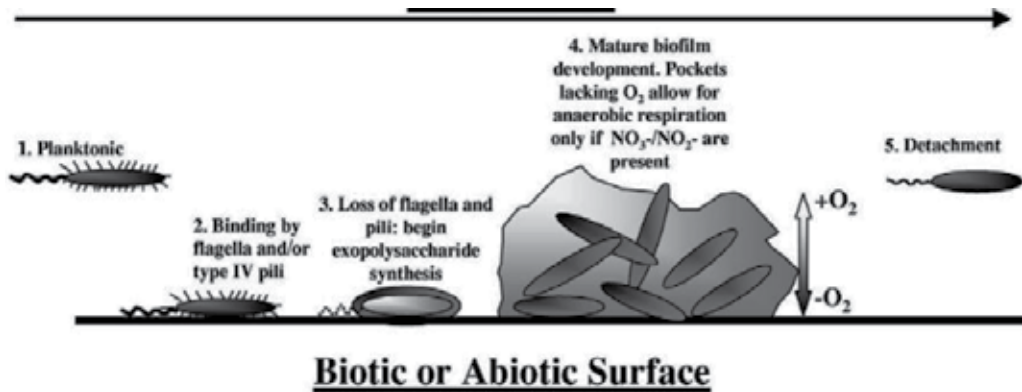 1. Planktonic
2. Binding by
flagella and/or
type IV pili
3. Loss of flagella and
pili: begin
exopolysaccharide
synthesis
4. Mature biofilm
development. Pockets
lacking O₂ allow for
anaerobic respiration
only if NO₃-/NO₂- are
present
5. Detachment
+O₂
-O₂
Biotic or Abiotic Surface